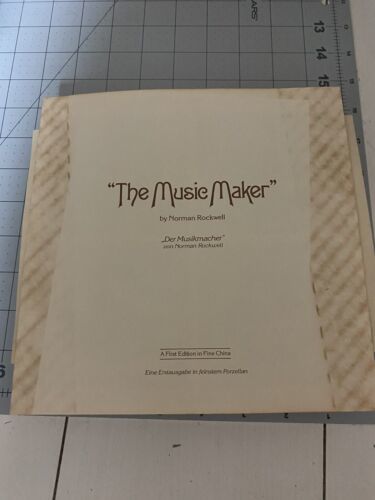 13
14
15
"The Music Maker"
by Norman Rockwell
„Der Musikmacher"
von Norman Rockwell
A First Edition in Fine China
Eine Erstausgabe in feinstem Porzellan